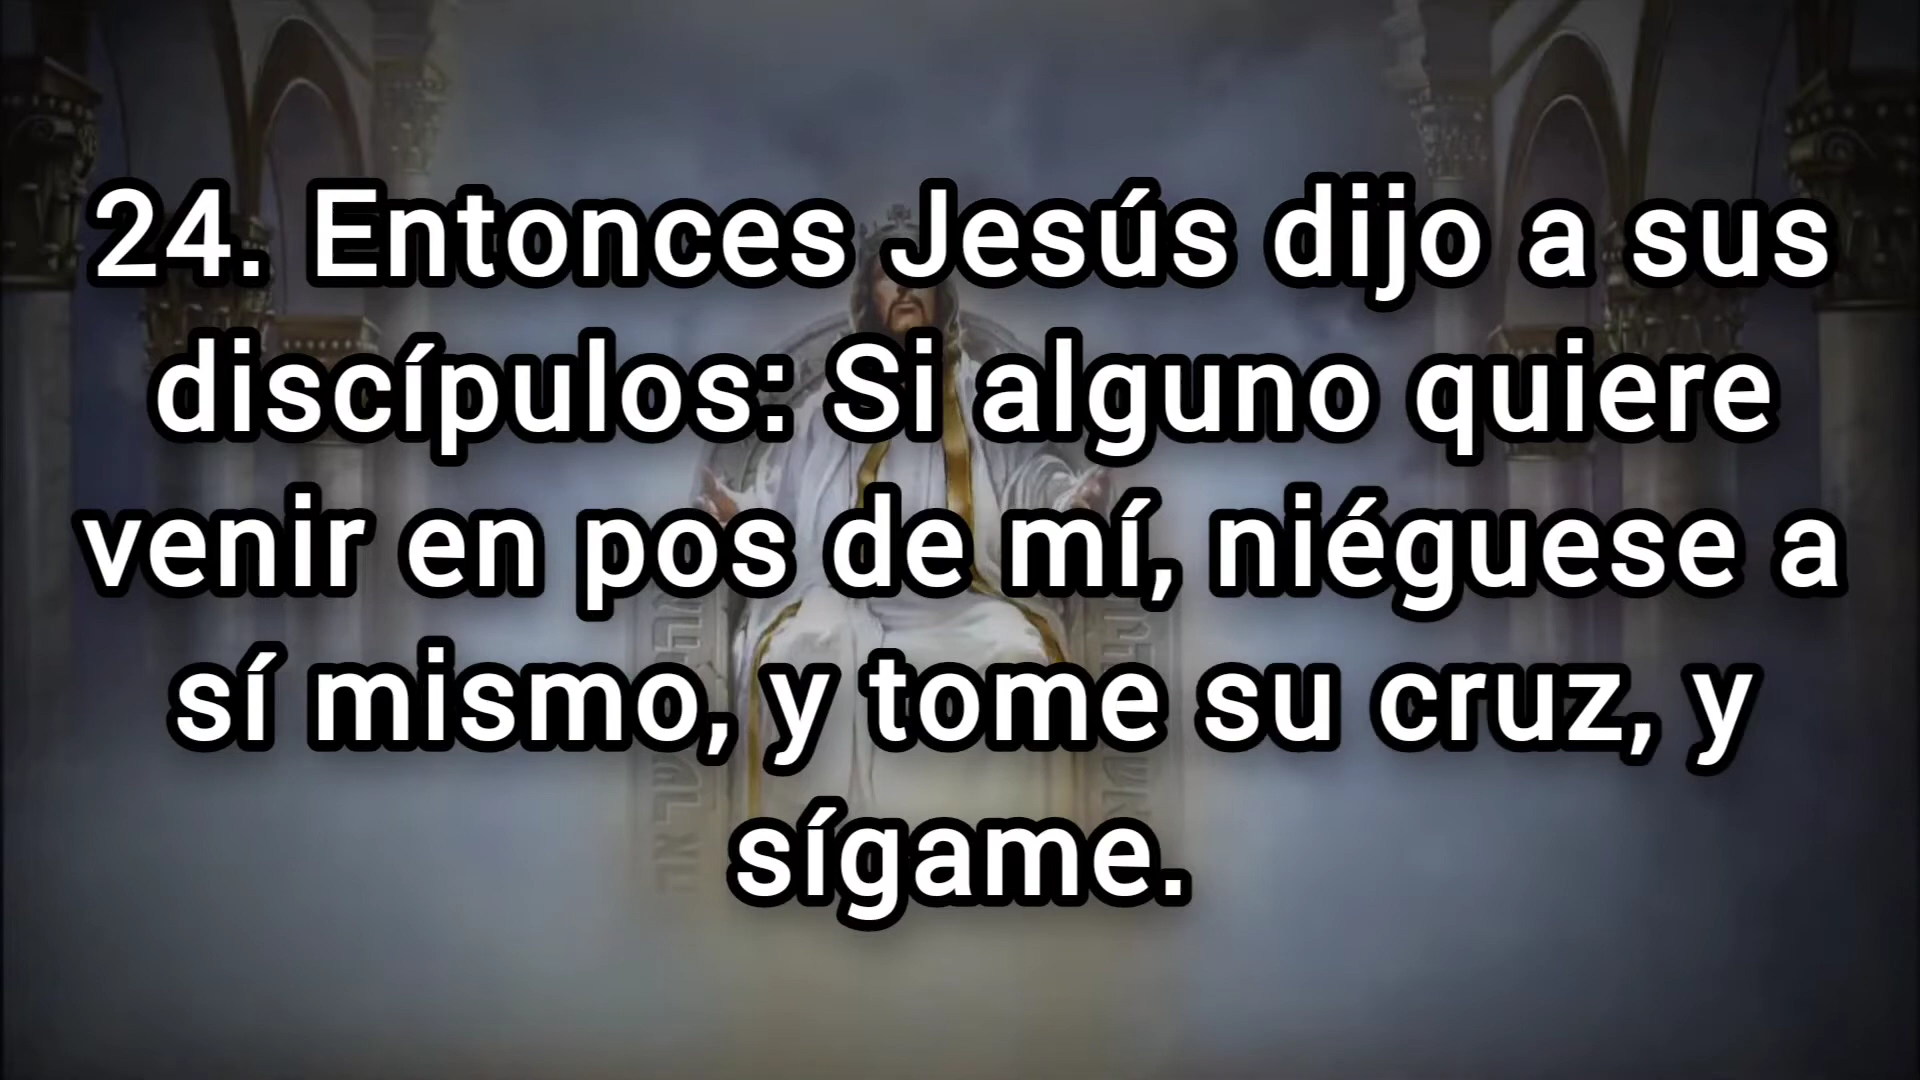 24. Entonces Jesús dijo a sus
discípulos: Si alguno quiere
venir en pos de mí, niéguese a
sí mismo, y tome su cruz, y
sígame.